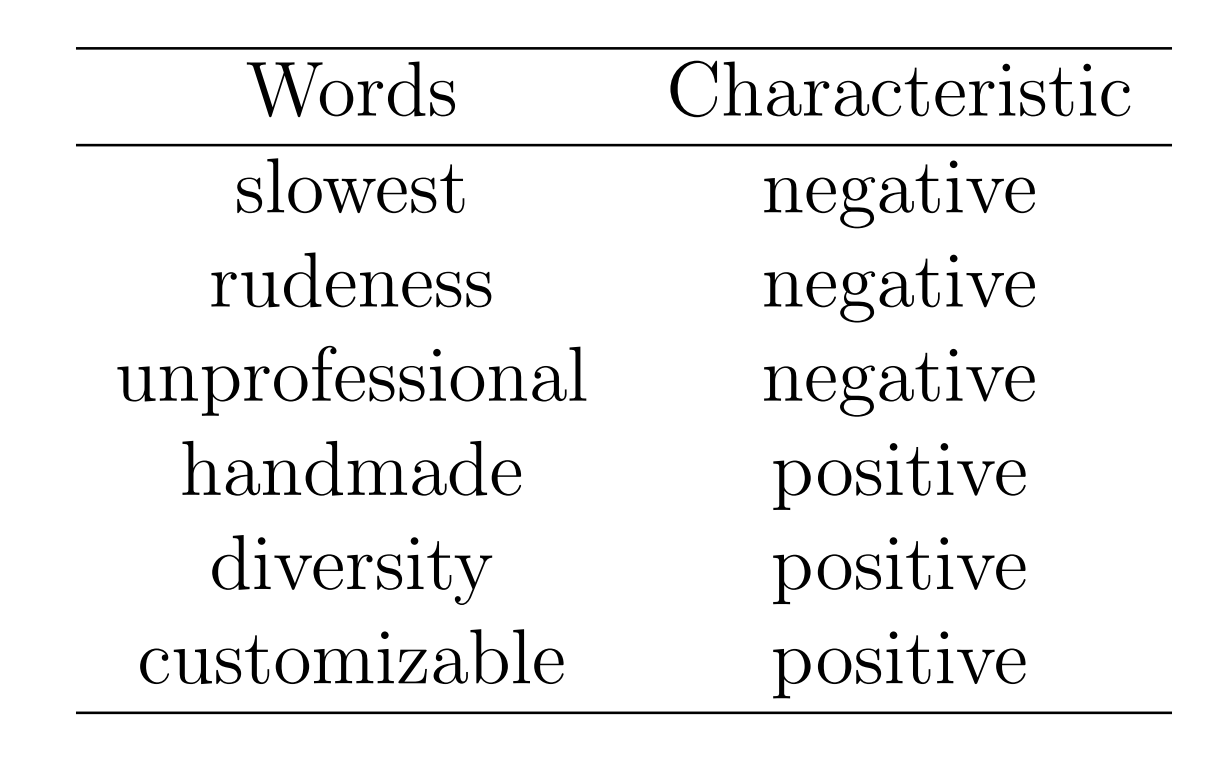 Words Characteristic
slowest negative
rudeness negative
unprofessional negative
handmade positive
diversity positive
customizable positive